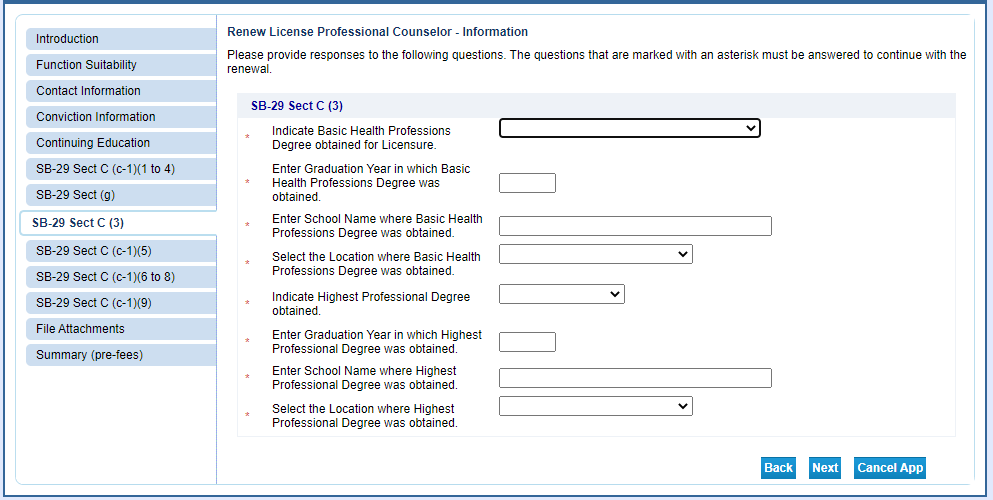 Introduction
Function Suitability
Contact Information
Conviction Information
Continuing Education
SB-29 Sect C (c-1)(1 to 4)
SB-29 Sect (g)
SB-29 Sect C (3)
SB-29 Sect C (c-1)(5)
SB-29 Sect C (c-1)(6 to 8)
SB-29 Sect C (c-1)(9)
File Attachments
Summary (pre-fees)
Renew License Professional Counselor - Information
Please provide responses to the following questions. The questions that are marked with an asterisk must be answered to continue with the
renewal.
SB-29 Sect C (3)
* Indicate Basic Health Professions
Degree obtained for Licensure.
* Enter Graduation Year in which Basic
Health Professions Degree was
obtained.
* Enter School Name where Basic Health
Professions Degree was obtained.
* Select the Location where Basic Health
Professions Degree was obtained.
* Indicate Highest Professional Degree
obtained.
* Enter Graduation Year in which Highest
Professional Degree was obtained.
* Enter School Name where Highest
Professional Degree was obtained.
* Select the Location where Highest
Professional Degree was obtained.
Back Next Cancel App